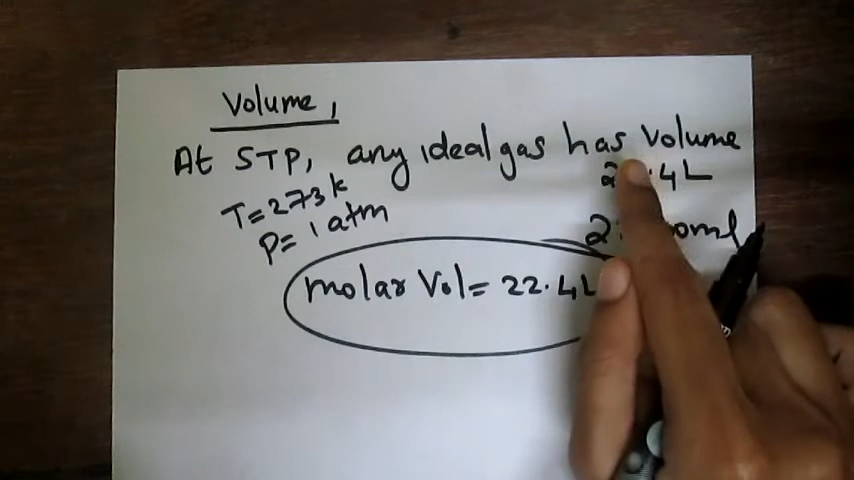 Volume,
At STP, any ideal gas has Volume
T=273k
P= 1 atm
molar Vol= 22.4L